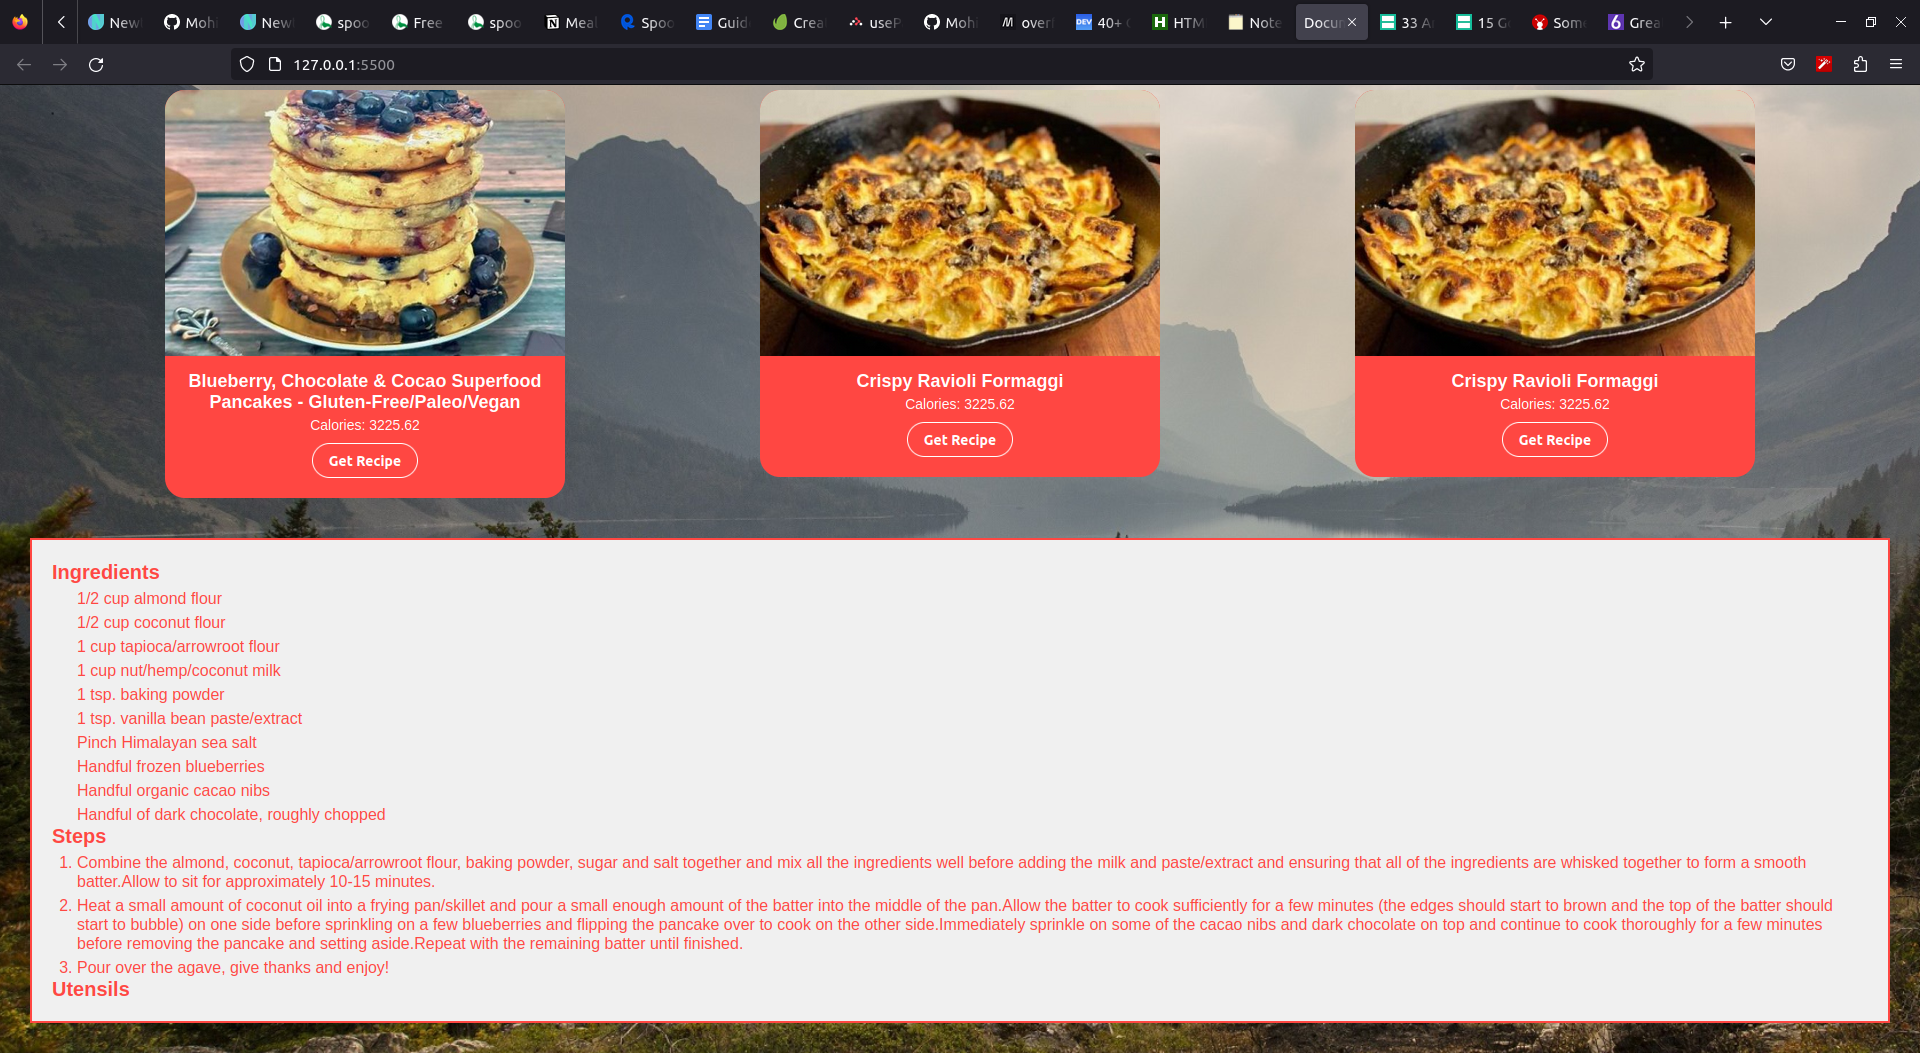 New
Mohi
New
spoo
Free
spoo
Meal
Spoo
Guid
Crea
useP
Mohi
overf
DEV 40+
HTM
Note
Docu
33 A
15 G
Som
Grea
127.0.0.1:5500
Blueberry, Chocolate & Cocao Superfood
Pancakes - Gluten-Free/Paleo/Vegan
Calories: 3225.62
Get Recipe
Crispy Ravioli Formaggi
Calories: 3225.62
Get Recipe
Crispy Ravioli Formaggi
Calories: 3225.62
Get Recipe
Ingredients
1/2 cup almond flour
1/2 cup coconut flour
1 cup tapioca/arrowroot flour
1 cup nut/hemp/coconut milk
1 tsp. baking powder
1 tsp. vanilla bean paste/extract
Pinch Himalayan sea salt
Handful frozen blueberries
Handful organic cacao nibs
Handful of dark chocolate, roughly chopped
Steps
1. Combine the almond, coconut, tapioca/arrowroot flour, baking powder, sugar and salt together and mix all the ingredients well before adding the milk and paste/extract and ensuring that all of the ingredients are whisked together to form a smooth
batter.Allow to sit for approximately 10-15 minutes.
2. Heat a small amount of coconut oil into a frying pan/skillet and pour a small enough amount of the batter into the middle of the pan.Allow the batter to cook sufficiently for a few minutes (the edges should start to brown and the top of the batter should
start to bubble) on one side before sprinkling on a few blueberries and flipping the pancake over to cook on the other side.Immediately sprinkle on some of the cacao nibs and dark chocolate on top and continue to cook thoroughly for a few minutes
before removing the pancake and setting aside.Repeat with the remaining batter until finished.
3. Pour over the agave, give thanks and enjoy!
Utensils